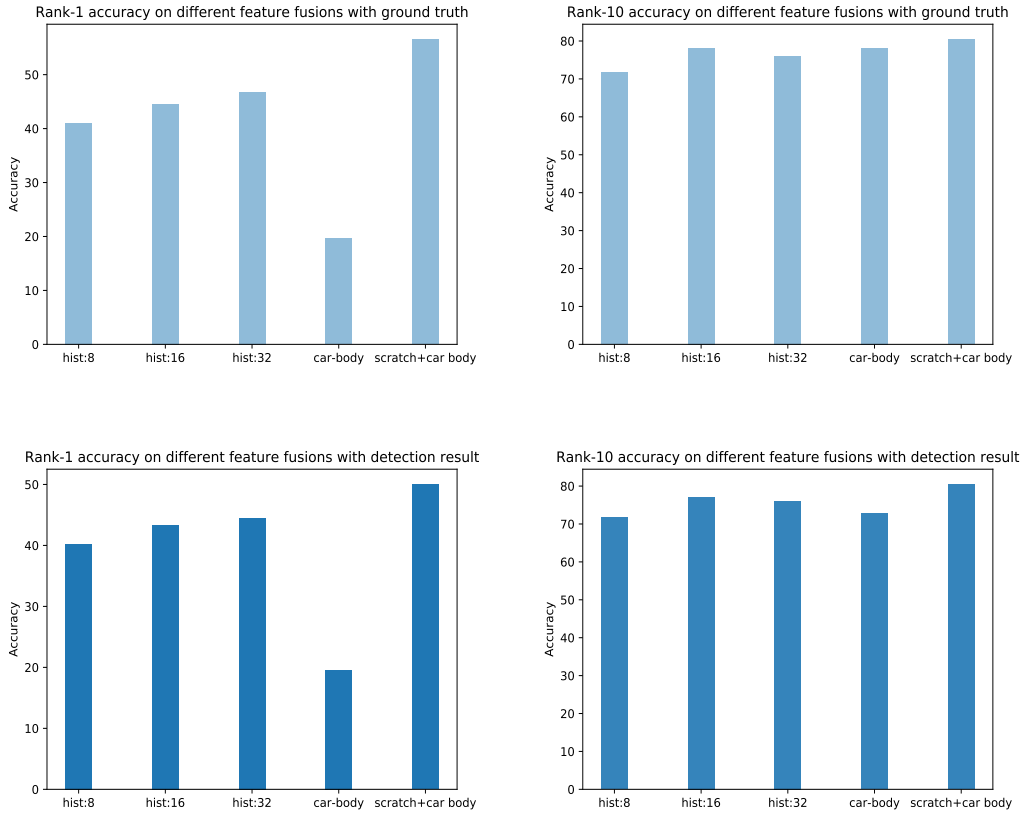 Rank-1 accuracy on different feature fusions with ground truth
50
40
30
20
10
0
Accuracy
hist:8 hist:16 hist:32 car-body scratch+car body
Rank-10 accuracy on different feature fusions with ground truth
80
70
60
50
40
30
20
10
0
Accuracy
hist:8 hist:16 hist:32 car-body scratch+car body
Rank-1 accuracy on different feature fusions with detection result
50
40
30
20
10
0
Accuracy
hist:8 hist:16 hist:32 car-body scratch+car body
Rank-10 accuracy on different feature fusions with detection result
80
70
60
50
40
30
20
10
0
Accuracy
hist:8 hist:16 hist:32 car-body scratch+car body